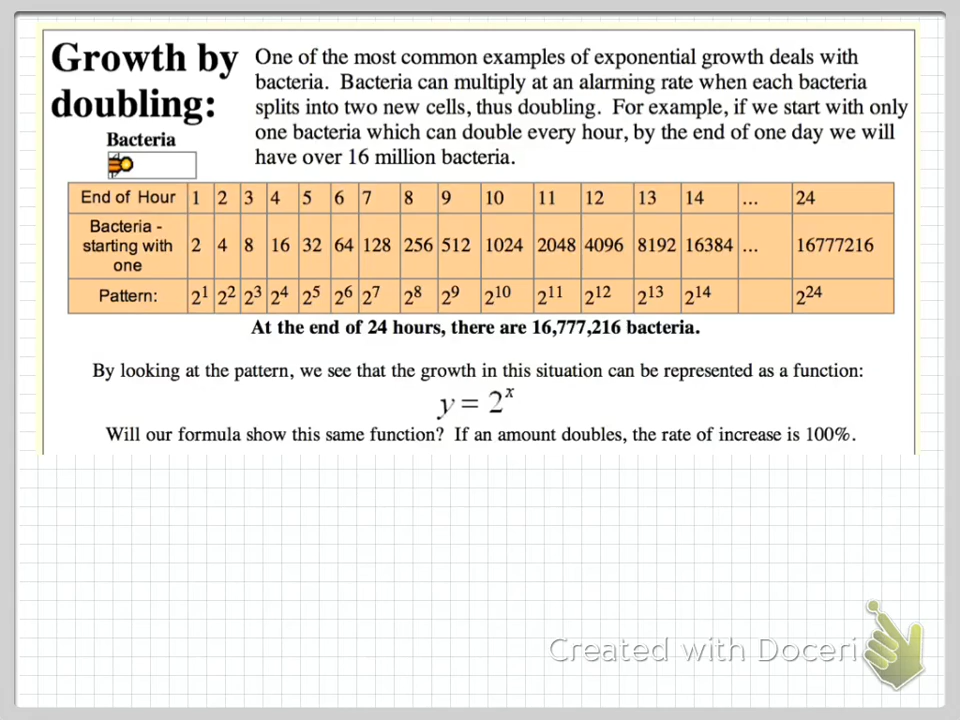 Growth by
doubling:
One of the most common examples of exponential growth deals with
bacteria. Bacteria can multiply at an alarming rate when each bacteria
splits into two new cells, thus doubling. For example, if we start with only
one bacteria which can double every hour, by the end of one day we will
have over 16 million bacteria.
Bacteria
End of Hour 1 2 3 4 5 6 7 8 9 10 11 12 13 14 ... 24
Bacteria -
starting with
one
2 4 8 16 32 64 128 256 512 1024 2048 4096 8192 16384 ... 16777216
Pattern: 2¹ 2² 2³ 2⁴ 2⁵ 2⁶ 2⁷ 2⁸ 2⁹ 2¹⁰ 2¹¹ 2¹² 2¹³ 2¹⁴ 2²⁴
At the end of 24 hours, there are 16,777,216 bacteria.
By looking at the pattern, we see that the growth in this situation can be represented as a function:
y = 2ˣ
Will our formula show this same function? If an amount doubles, the rate of increase is 100%.
Created with Doceri